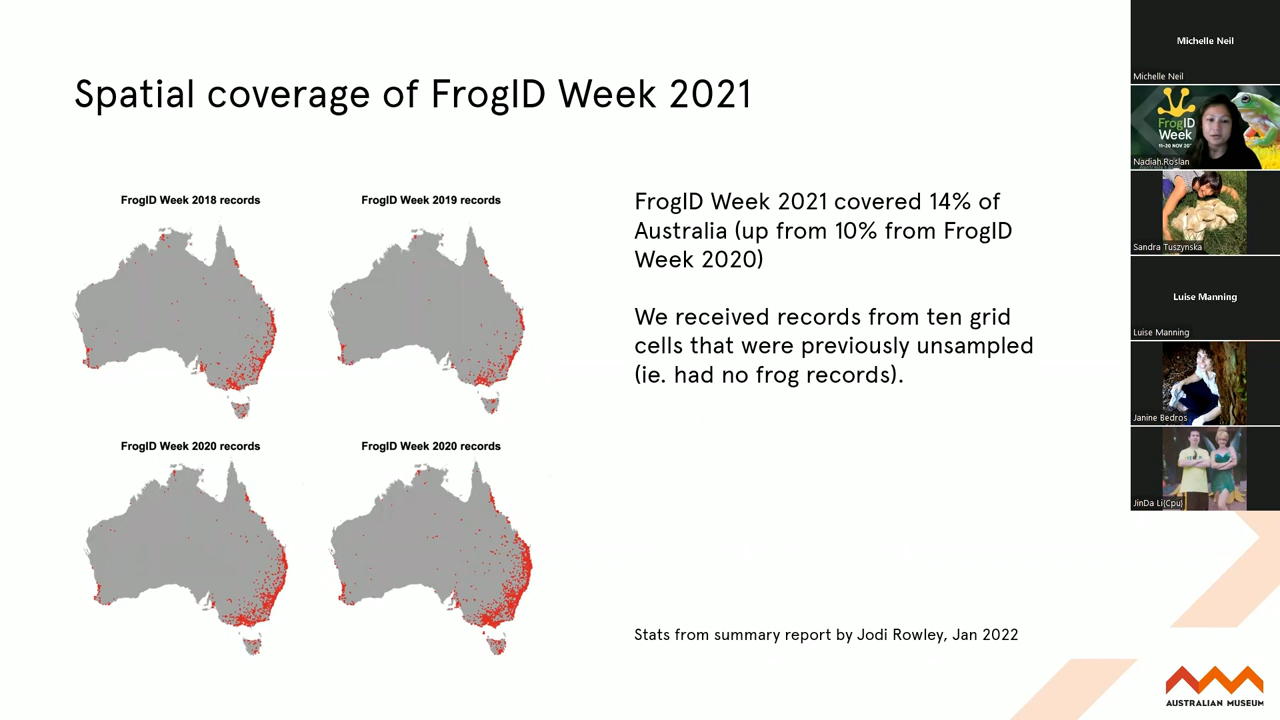 Spatial coverage of FrogID Week 2021
FrogID Week 2018 records
FrogID Week 2019 records
FrogID Week 2020 records
FrogID Week 2020 records
FrogID Week 2021 covered 14% of
Australia (up from 10% from FrogID
Week 2020)
We received records from ten grid
cells that were previously unsampled
(ie. had no frog records).
Stats from summary report by Jodi Rowley, Jan 2022
AUSTRALIAN MUSEUM
Michelle Neil
Michelle Neil
FrogID
Week
Nadiah Roslan
Sandra Tuszynska
Luise Manning
Luise Manning
Janine Bedros
JinDa Li(Cpu)